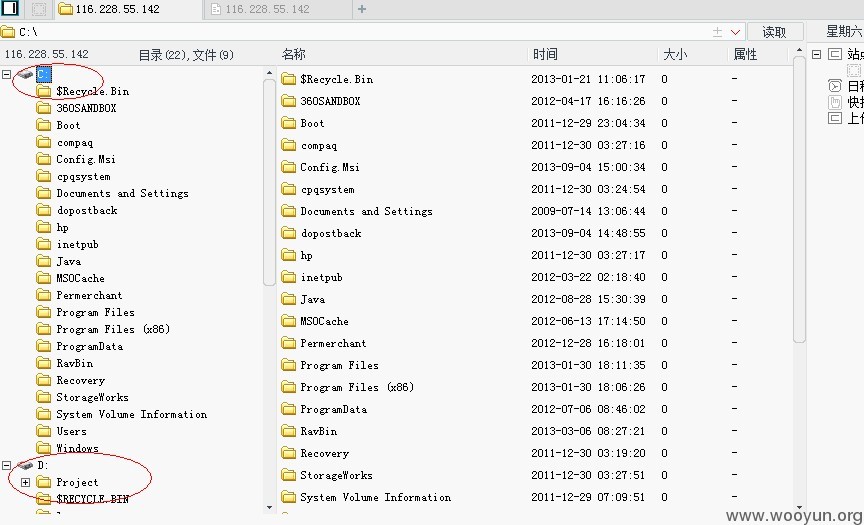 116.228.55.142 116.228.55.142
C:\ 读取 星期六
116.228.55.142 目录(22),文件(9) 名称 时间 大小 属性
C:
$Recycle.Bin
360SANDBOX
Boot
compaq
Config.Msi
cpqsystem
Documents and Settings
dopostback
hp
inetpub
Java
MSOCache
Permerchant
Program Files
Program Files (x86)
ProgramData
RavBin
Recovery
StorageWorks
System Volume Information
Users
Windows
D:
Project
$RECYCLE.BIN
$Recycle.Bin 2013-01-21 11:06:17 0 -
360SANDBOX 2012-04-17 16:16:26 0 -
Boot 2011-12-29 23:04:34 0 -
compaq 2011-12-30 03:27:16 0 -
Config.Msi 2013-09-04 15:00:34 0 -
cpqsystem 2011-12-30 03:24:54 0 -
Documents and Settings 2009-07-14 13:06:44 0 -
dopostback 2013-09-04 14:48:55 0 -
hp 2011-12-30 03:27:17 0 -
inetpub 2012-03-22 02:18:40 0 -
Java 2012-08-28 15:30:39 0 -
MSOCache 2012-06-13 17:14:50 0 -
Permerchant 2012-12-28 16:18:01 0 -
Program Files 2013-01-30 18:11:35 0 -
Program Files (x86) 2013-01-30 18:06:26 0 -
ProgramData 2012-07-06 08:46:02 0 -
RavBin 2013-03-06 08:27:21 0 -
Recovery 2011-12-30 03:19:20 0 -
StorageWorks 2011-12-30 03:27:51 0 -
System Volume Information 2011-12-29 07:09:51 0 -
站点
日程
快捷
上传
www.wooyun.org